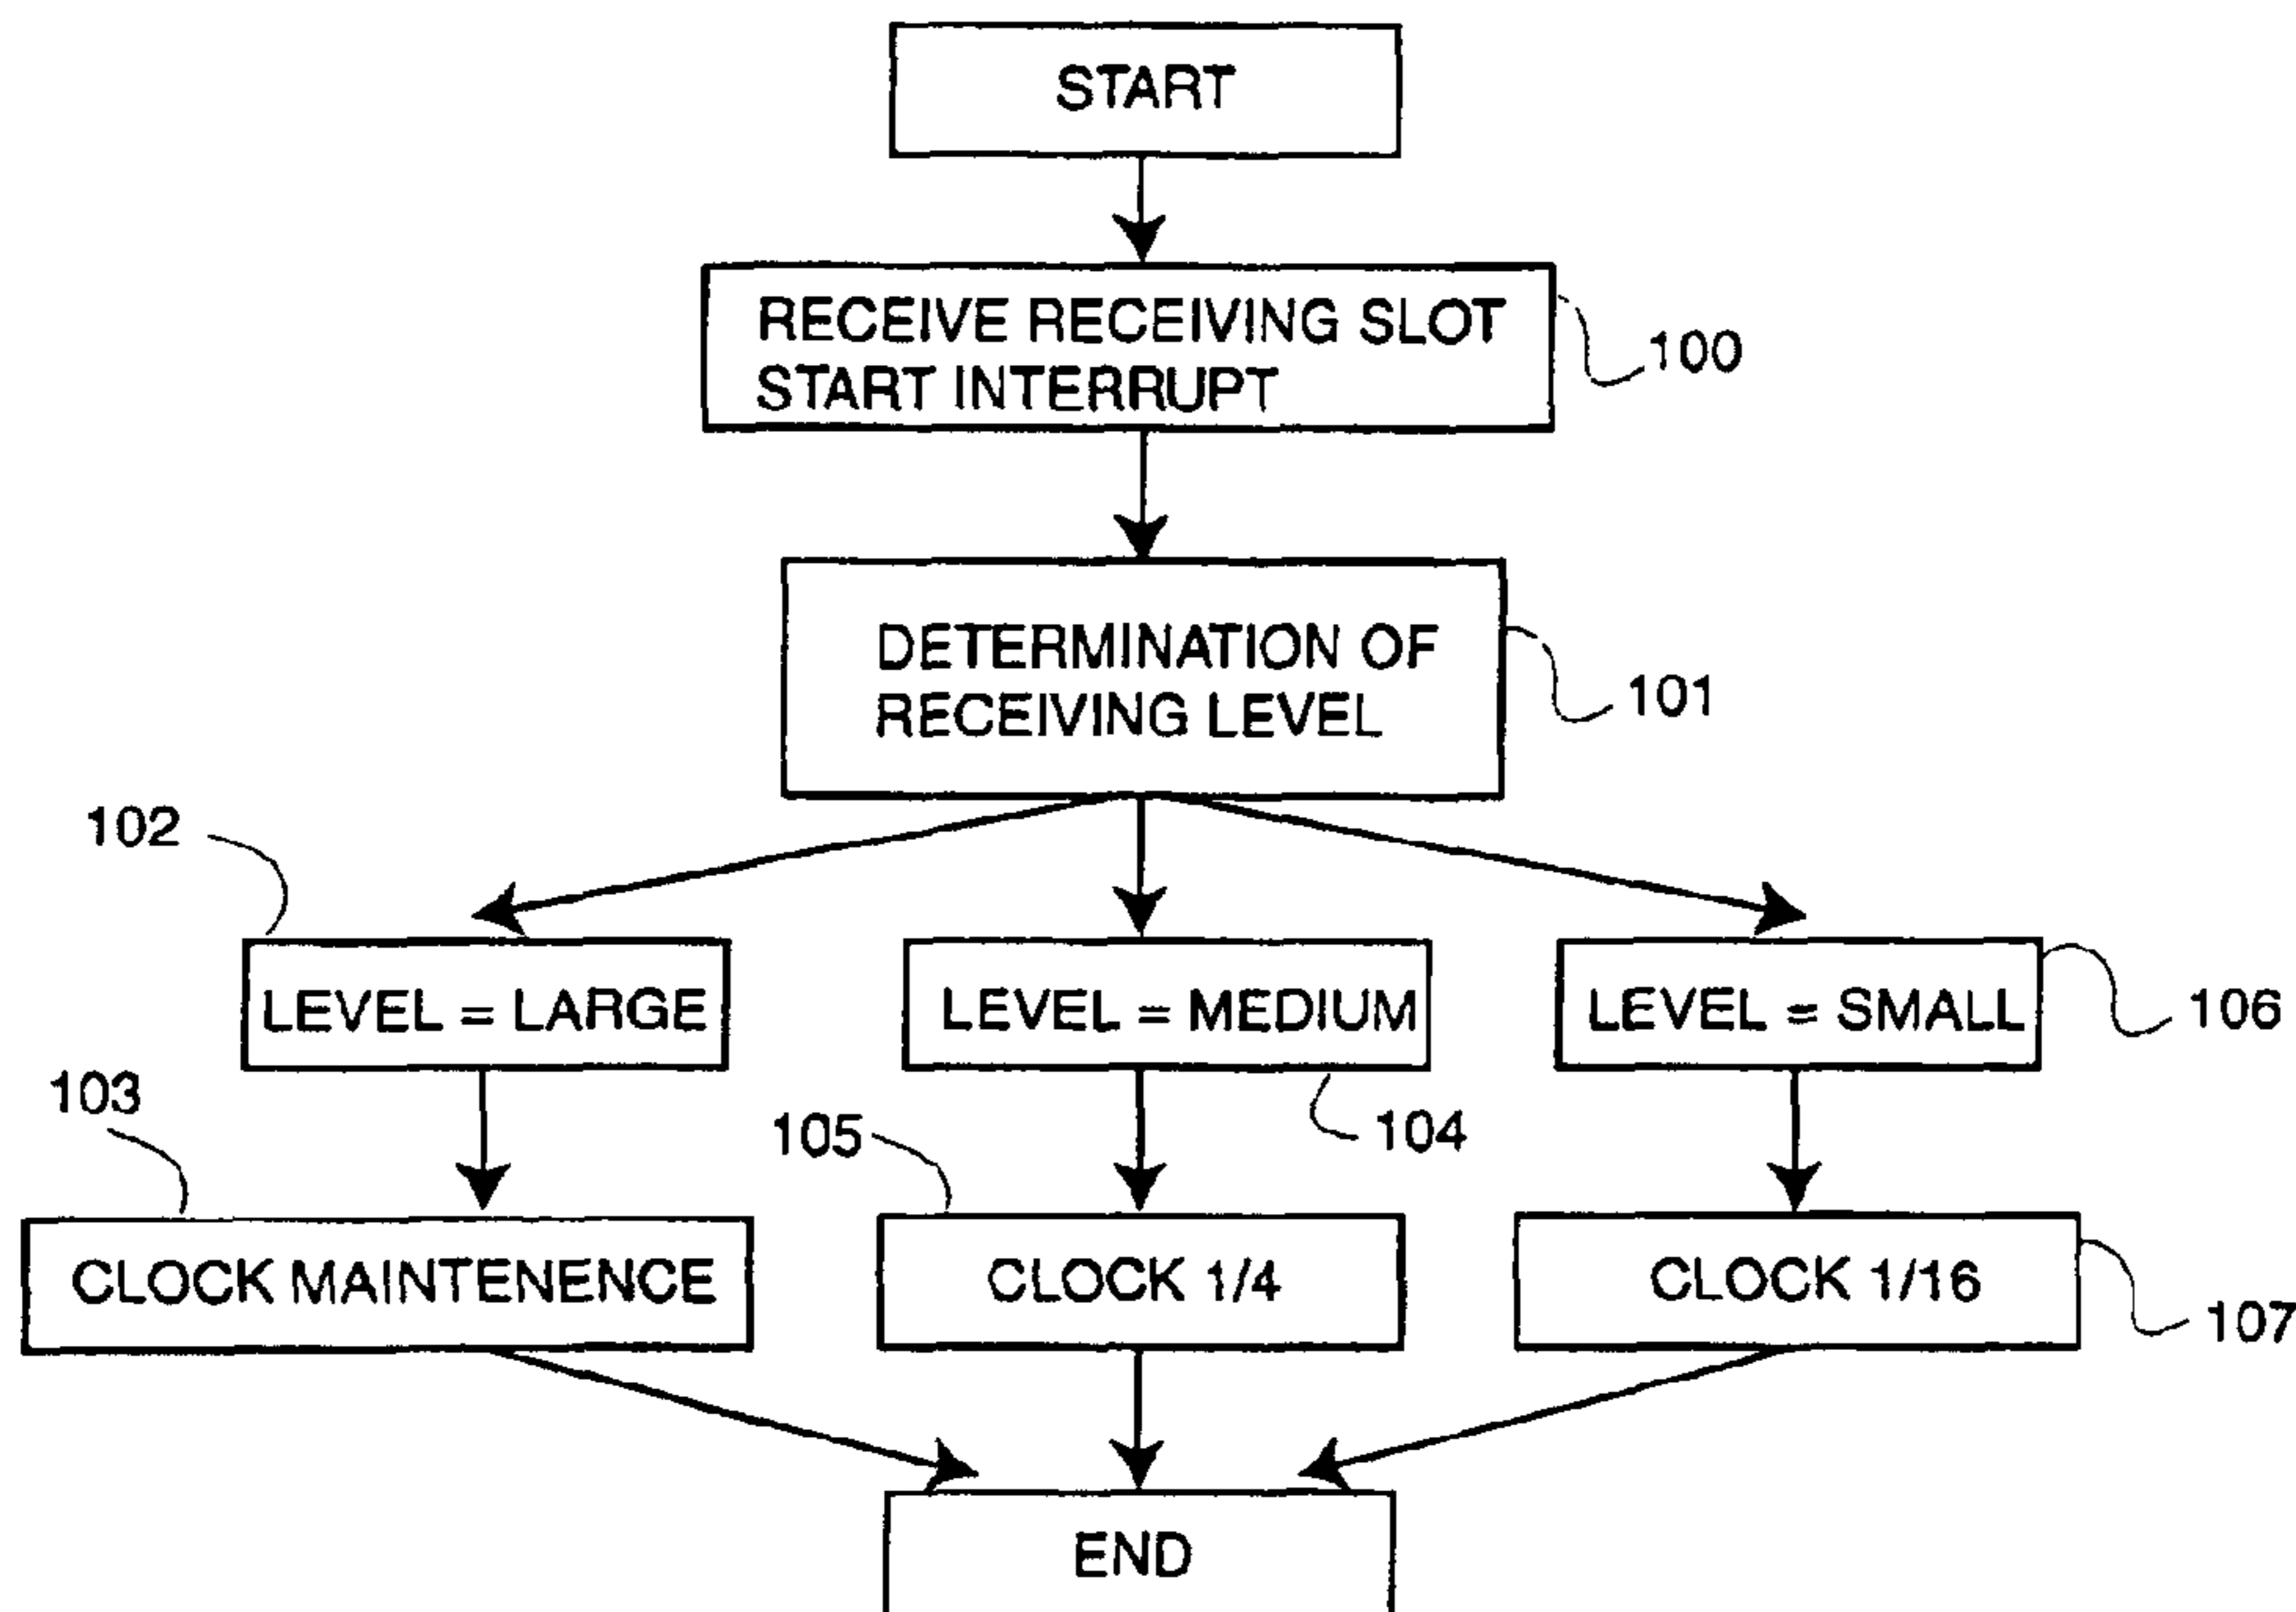 START
RECEIVE RECEIVING SLOT
START INTERRUPT
100
DETERMINATION OF
RECEIVING LEVEL
101
102
LEVEL = LARGE
LEVEL = MEDIUM
LEVEL = SMALL
106
103
105
104
CLOCK MAINTENENCE
CLOCK 1/4
CLOCK 1/16
107
END